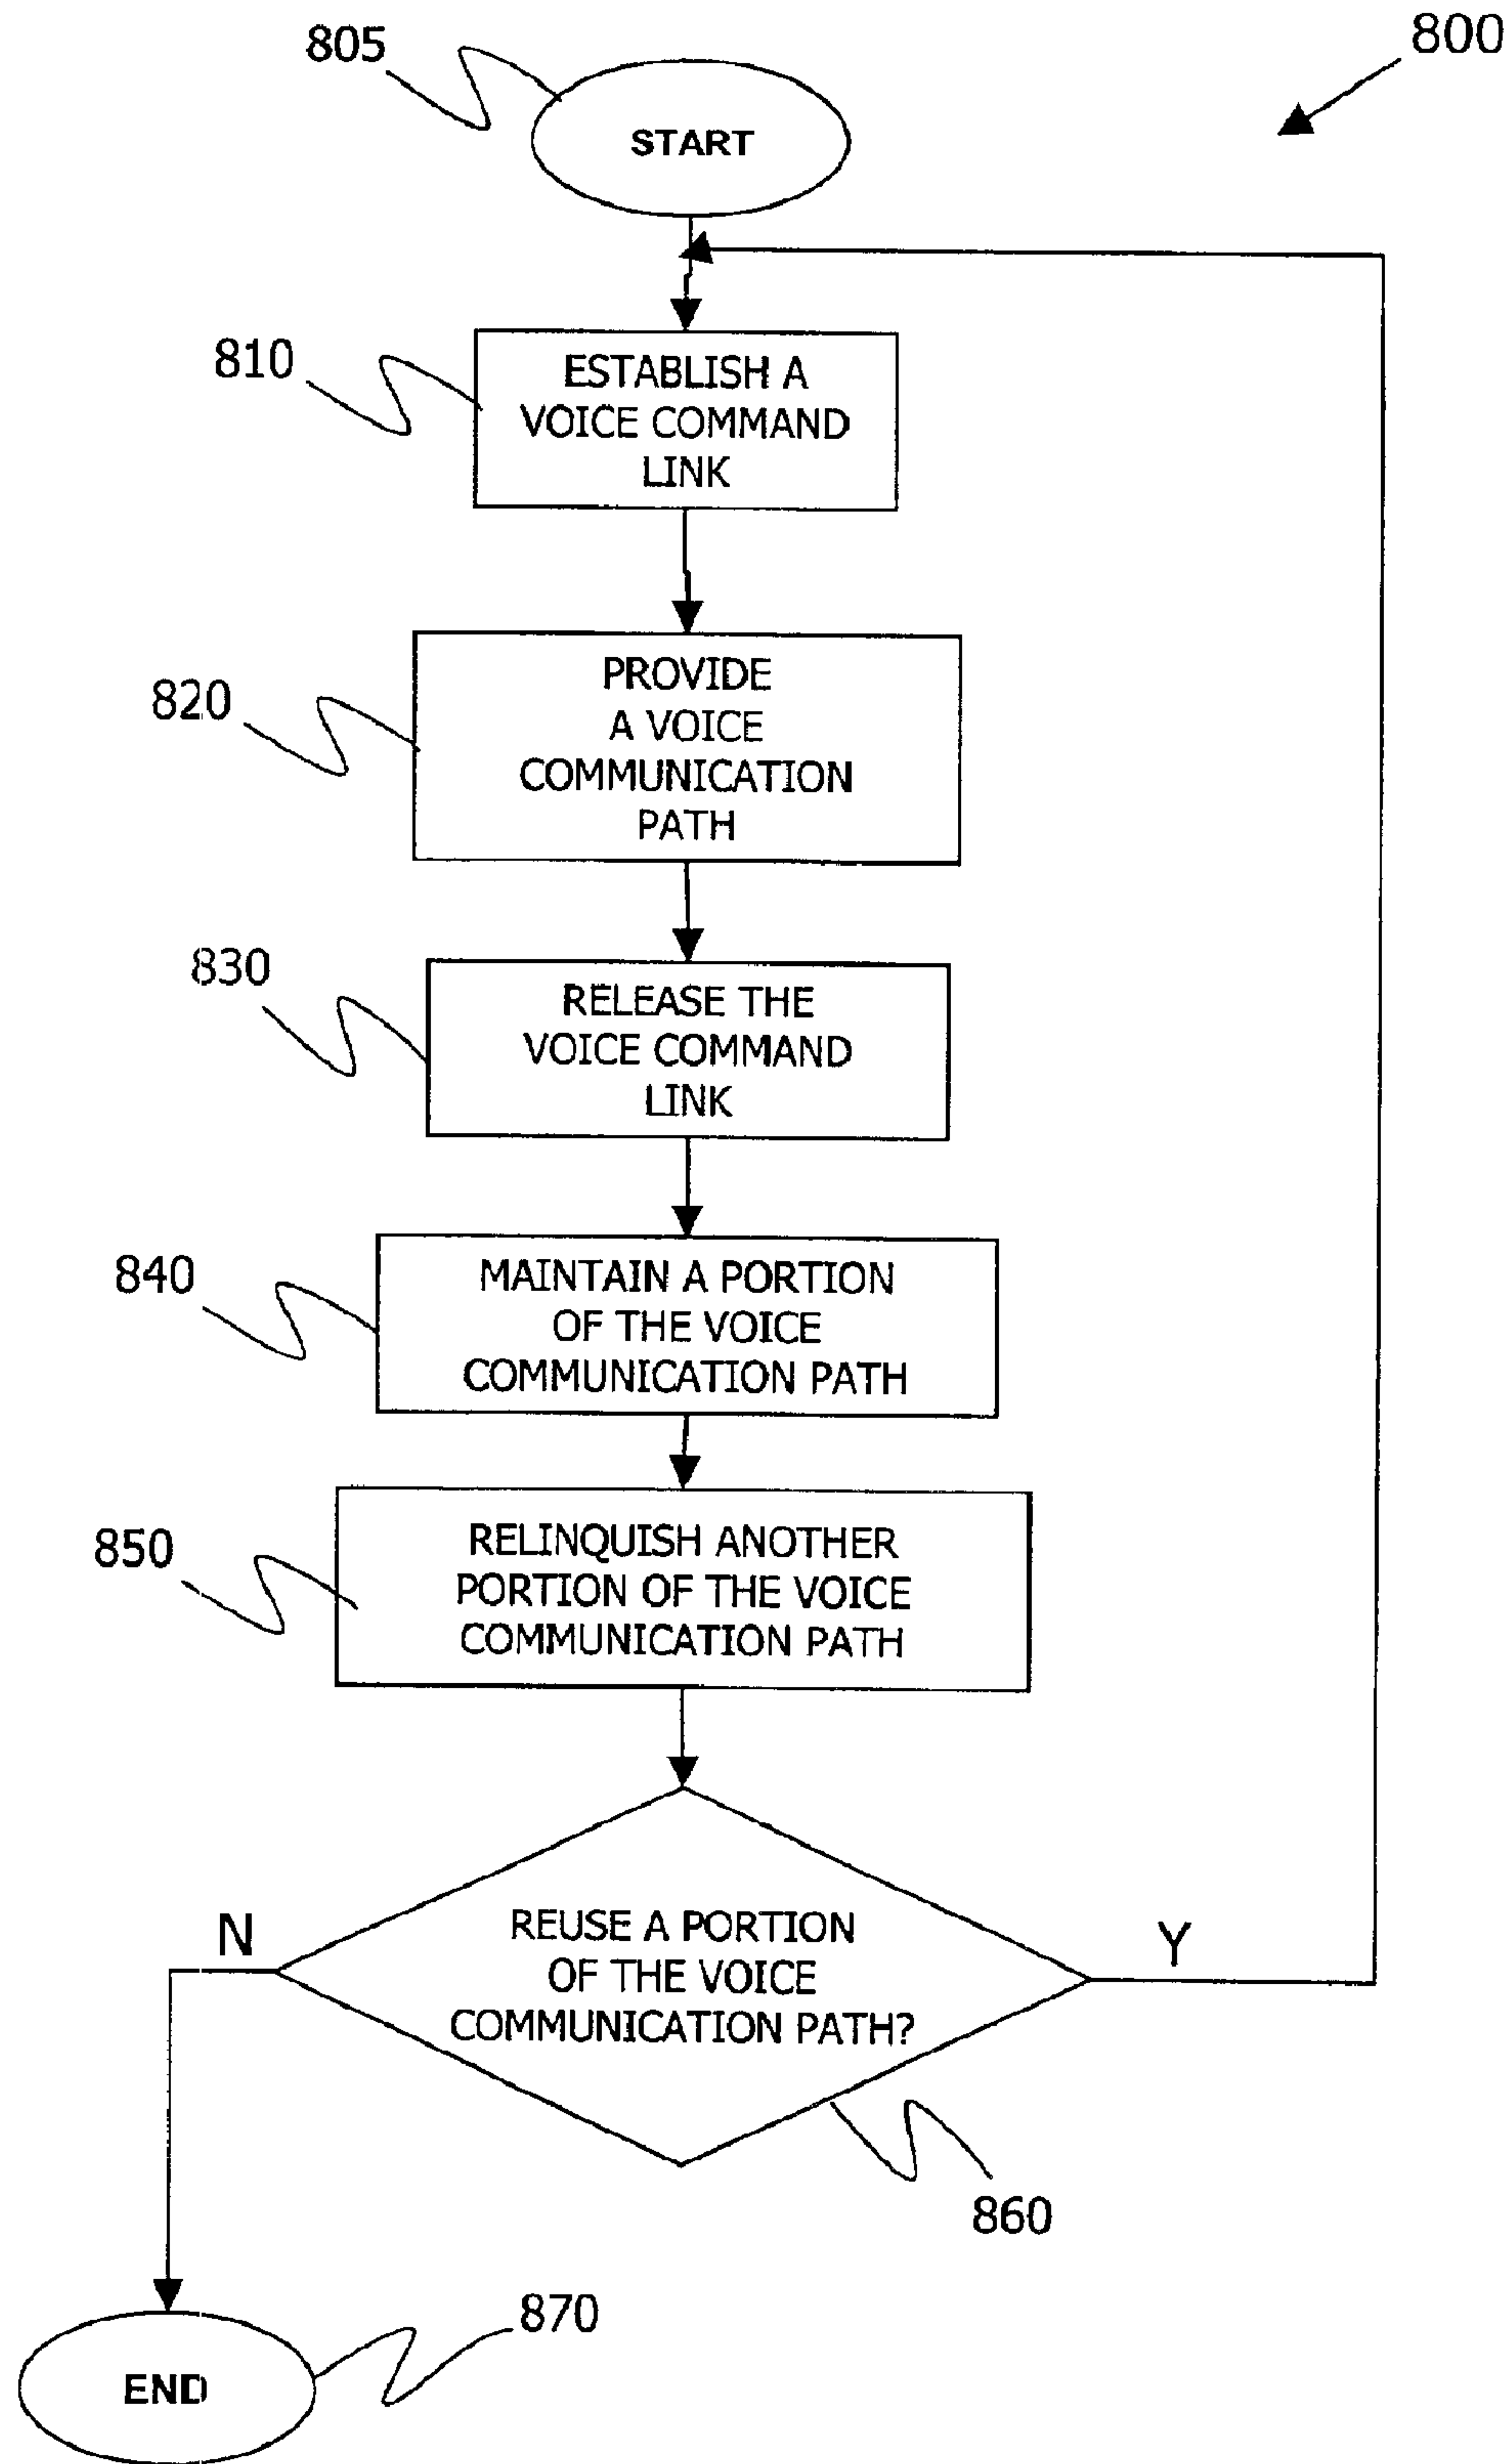 805
800
START
810
ESTABLISH A
VOICE COMMAND
LINK
820
PROVIDE
A VOICE
COMMUNICATION
PATH
830
RELEASE THE
VOICE COMMAND
LINK
840
MAINTAIN A PORTION
OF THE VOICE
COMMUNICATION PATH
850
RELINQUISH ANOTHER
PORTION OF THE VOICE
COMMUNICATION PATH
N
REUSE A PORTION
OF THE VOICE
COMMUNICATION PATH?
Y
860
870
END